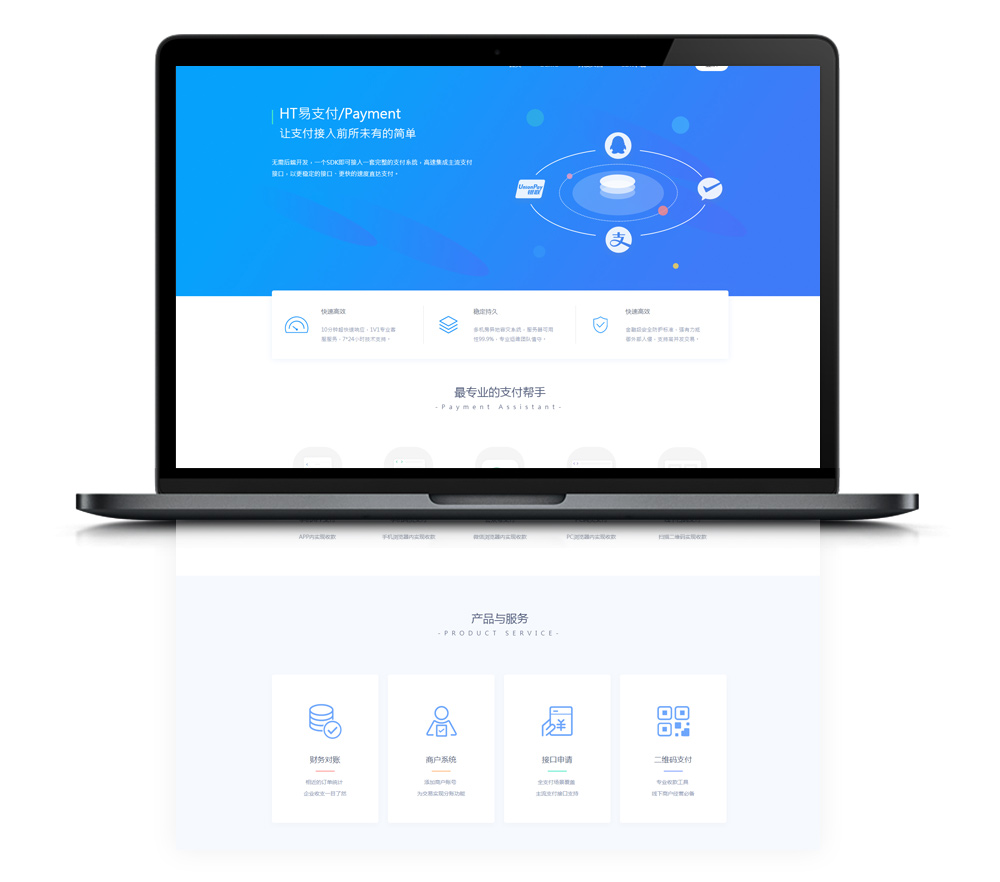 HT易支付/Payment
让支付接入前所未有的简单
无需后端开发，一个SDK即可接入一套完整的支付系统，高速集成主流支付
接口，以更稳定的接口、更快的速度直达支付。
UnionPay
银联
支
快速高效
10分钟超快速响应，1V1专业客
服服务，7*24小时技术支持。
稳定持久
多机房异地容灾系统，服务器可用
性99.9%，专业运维团队值守。
快速高效
金融级安全防护标准，强有力抵
御外部入侵，支持高并发交易。
最专业的支付帮手
-Payment Assistant-
APP内实现收款
手机浏览器内实现收款
微信浏览器内实现收款
PC浏览器内实现收款
扫描二维码实现收款
产品与服务
-PRODUCT SERVICE-
财务对账
相应的订单统计
企业收支一目了然
商户系统
添加商户账号
为交易实现分账功能
接口申请
全支付场景覆盖
主流支付接口支持
二维码支付
专业收款工具
线下商户经营必备